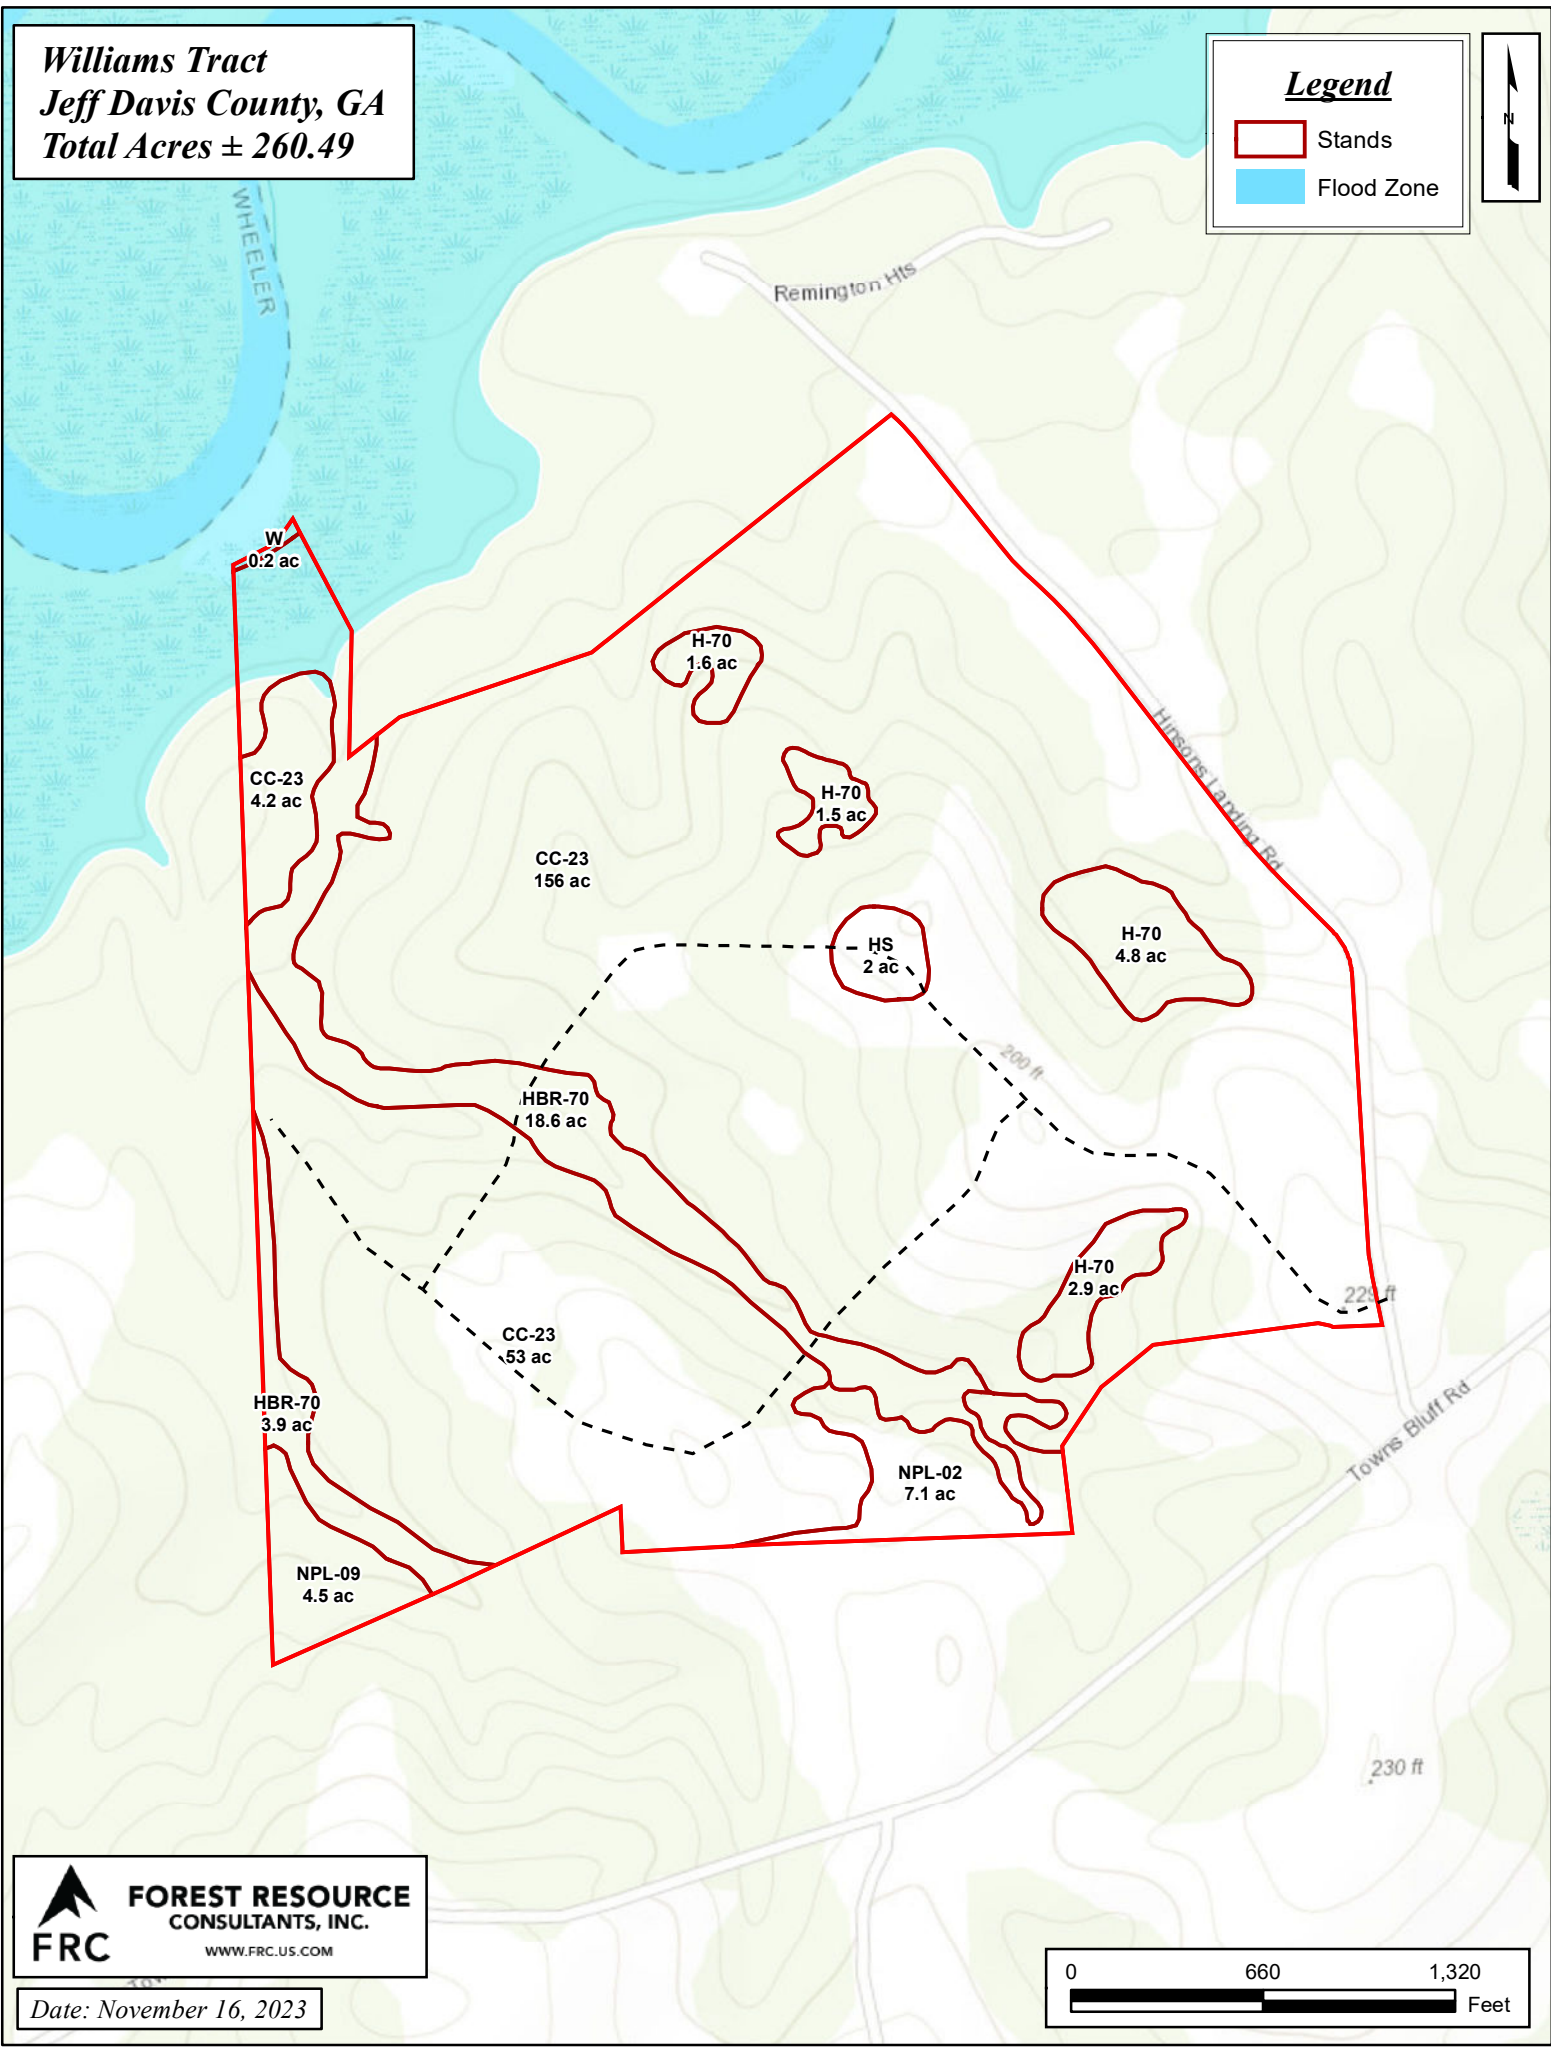 Williams Tract
Jeff Davis County, GA
Total Acres ± 260.49
Legend
Stands
Flood Zone
N
WHEELER
Remington Hts
W
0.2 ac
H-70
1.6 ac
Hinsons Landing Rd
CC-23
4.2 ac
H-70
1.5 ac
CC-23
156 ac
HS
2 ac
H-70
4.8 ac
200 ft
HBR-70
18.6 ac
H-70
2.9 ac
229 ft
CC-23
53 ac
HBR-70
3.9 ac
Towns Bluff Rd
NPL-02
7.1 ac
NPL-09
4.5 ac
230 ft
FRC
FOREST RESOURCE
CONSULTANTS, INC.
WWW.FRC.US.COM
Date: November 16, 2023
0 660 1,320
Feet